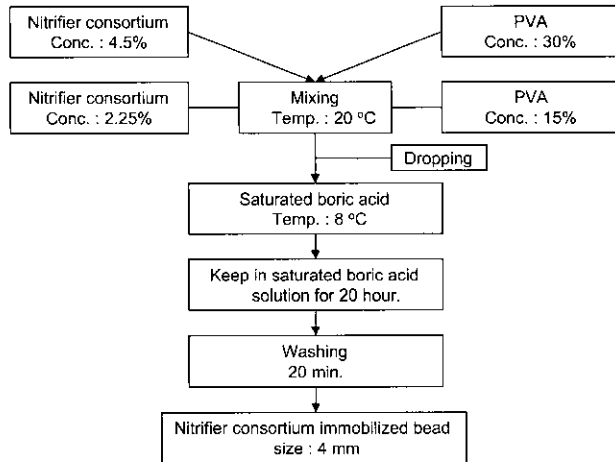 Nitrifier consortium
Conc. : 4.5%
PVA
Conc. : 30%
Nitrifier consortium
Conc. : 2.25%
Mixing
Temp. : 20 ºC
PVA
Conc. : 15%
Dropping
Saturated boric acid
Temp. : 8 ºC
Keep in saturated boric acid
solution for 20 hour.
Washing
20 min.
Nitrifier consortium immobilized bead
size : 4 mm